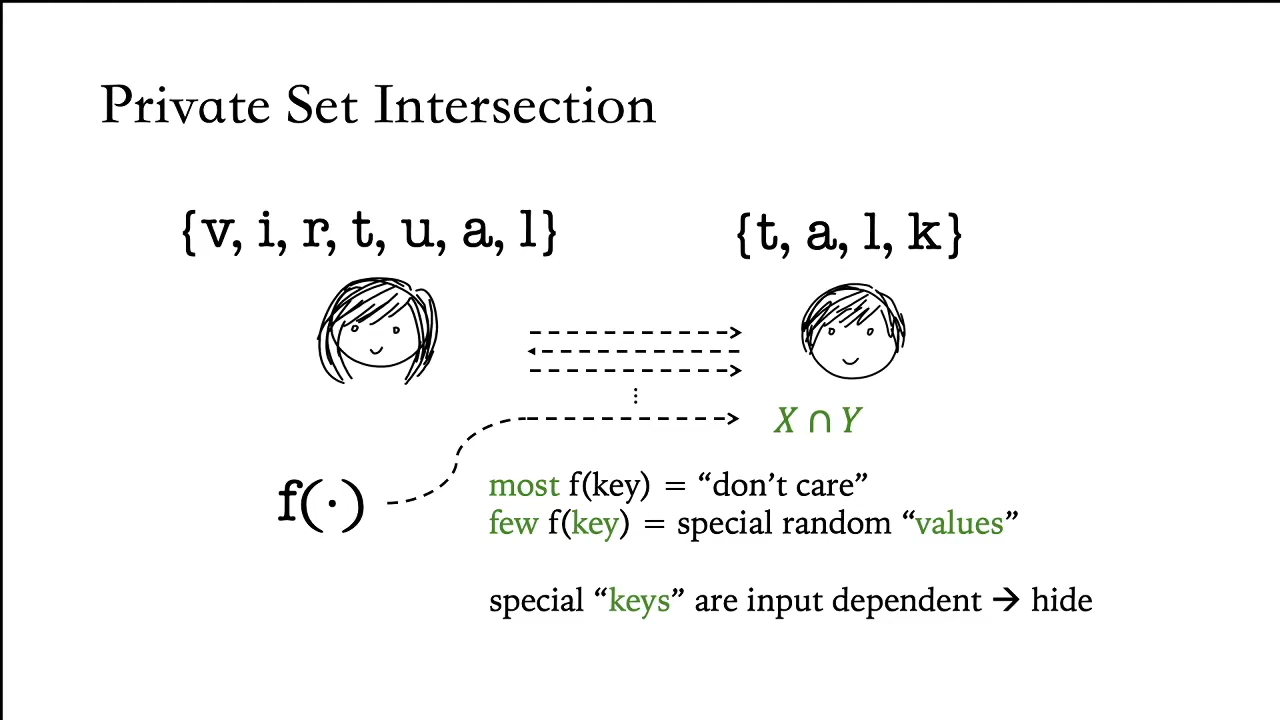 Private Set Intersection
{v, i, r, t, u, a, l}
{t, a, l, k}
X ∩ Y
f(·)
most f(key) = “don’t care”
few f(key) = special random “values”
special “keys” are input dependent → hide